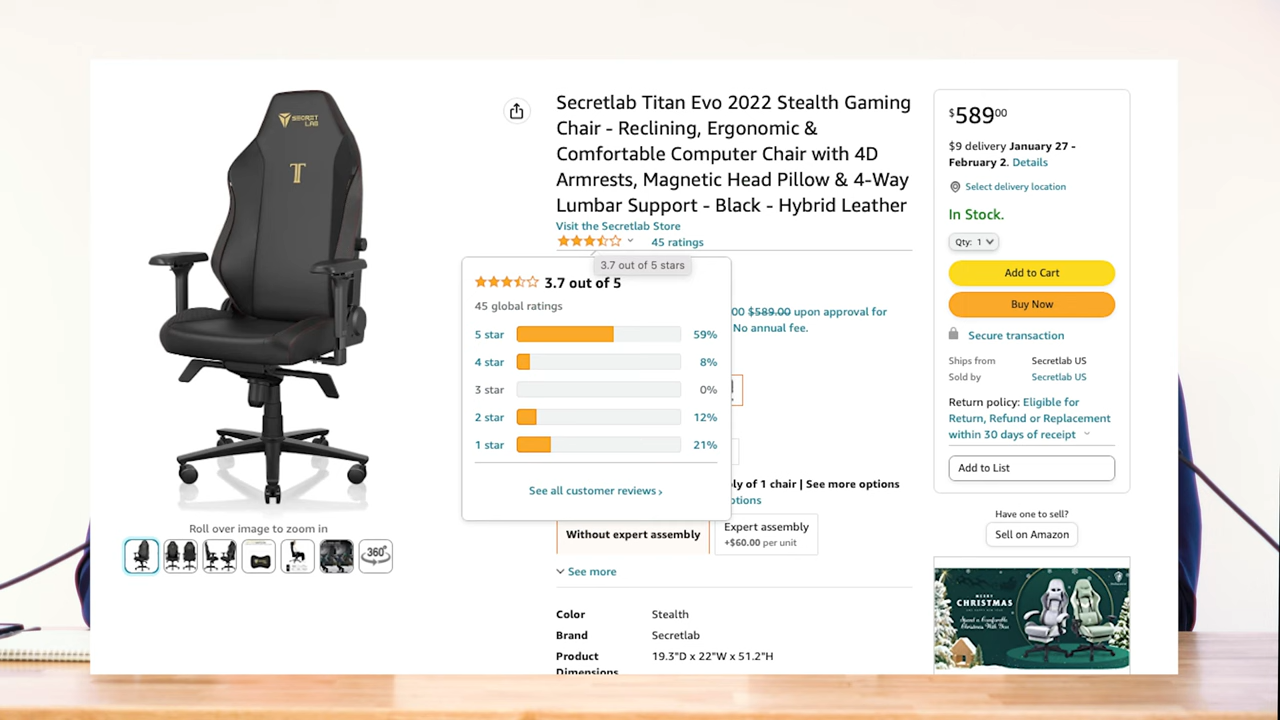 SECRET
LAB
T
Roll over image to zoom in
360°
Secretlab Titan Evo 2022 Stealth Gaming
Chair - Reclining, Ergonomic &
Comfortable Computer Chair with 4D
Armrests, Magnetic Head Pillow & 4-Way
Lumbar Support - Black - Hybrid Leather
Visit the Secretlab Store
45 ratings
3.7 out of 5 stars
3.7 out of 5
45 global ratings
5 star 59%
4 star 8%
3 star 0%
2 star 12%
1 star 21%
See all customer reviews ›
00 $589.00 upon approval for
No annual fee.
ly of 1 chair | See more options
ptions
Without expert assembly
Expert assembly
+$60.00 per unit
See more
Color Stealth
Brand Secretlab
Product 19.3"D x 22"W x 51.2"H
Dimensions
$589.00
$9 delivery January 27 -
February 2. Details
Select delivery location
In Stock.
Qty: 1
Add to Cart
Buy Now
Secure transaction
Ships from Secretlab US
Sold by Secretlab US
Return policy: Eligible for
Return, Refund or Replacement
within 30 days of receipt
Add to List
Have one to sell?
Sell on Amazon
MERRY
CHRISTMAS
Spend a Comfortable
Christmas With You